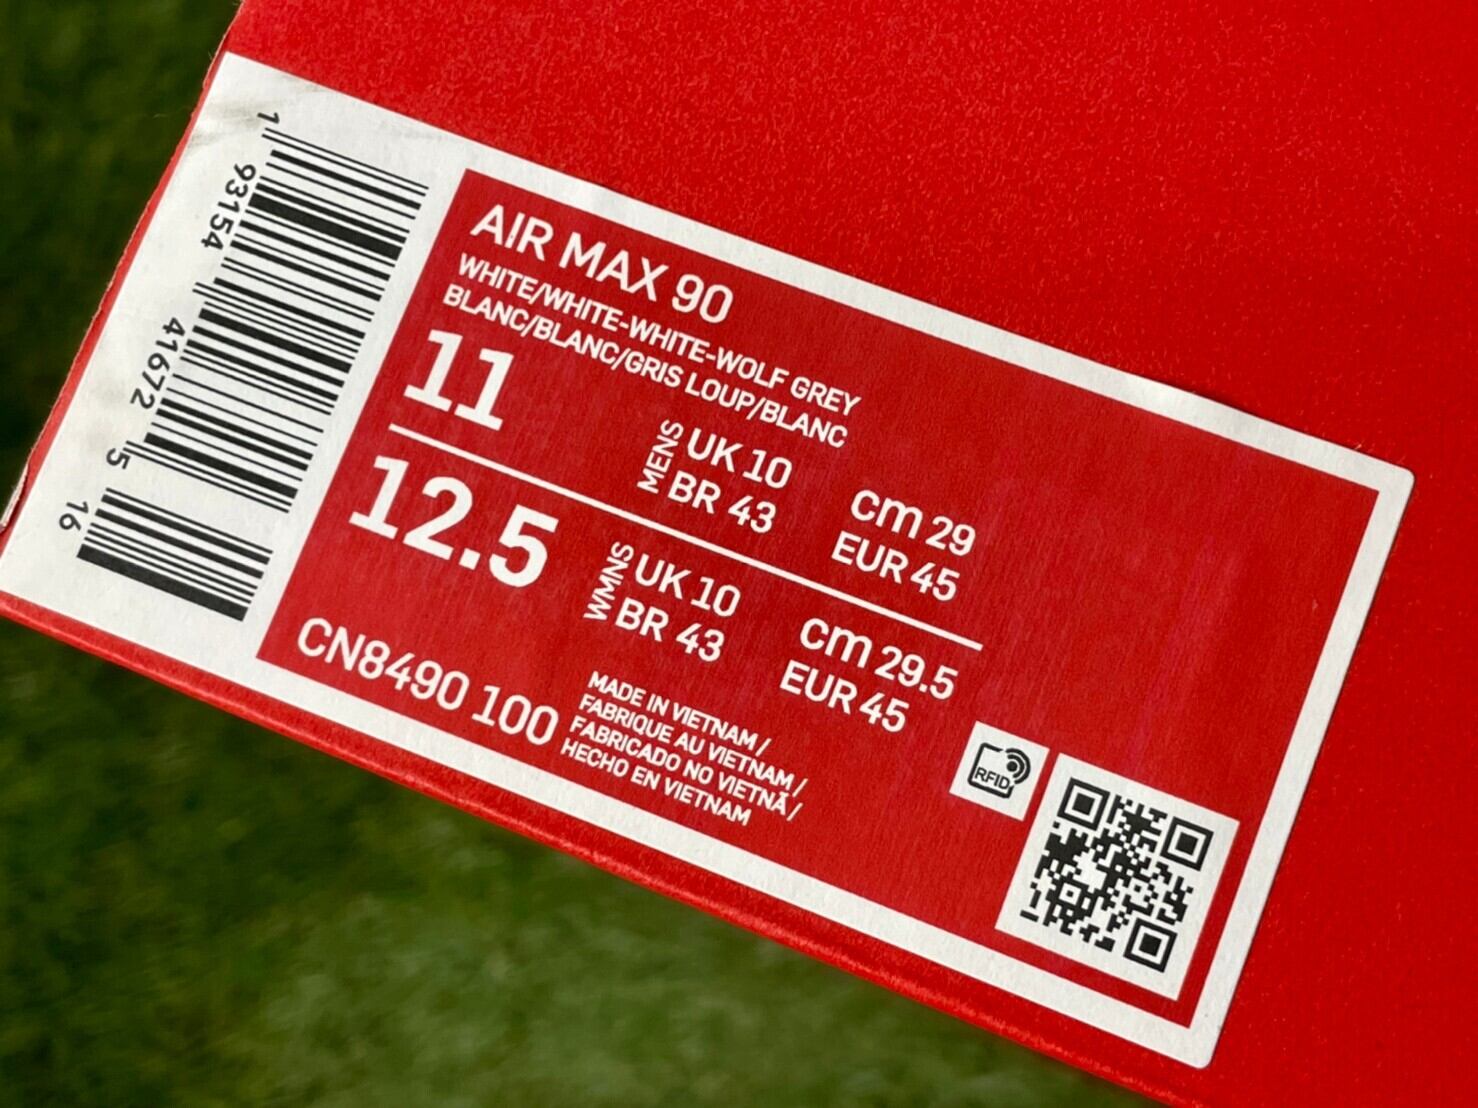 AIR MAX 90
WHITE/WHITE-WHITE-WOLF GREY
BLANC/BLANC/GRIS LOUP/BLANC
11
MENS
UK 10
BR 43
cm 29
EUR 45
12.5
WMNS
UK 10
BR 43
cm 29.5
EUR 45
CN8490 100
MADE IN VIETNAM /
FABRIQUE AU VIETNAM /
FABRICADO NO VIETNÃ /
HECHO EN VIETNAM
RFID
1 93154 41672 5 16